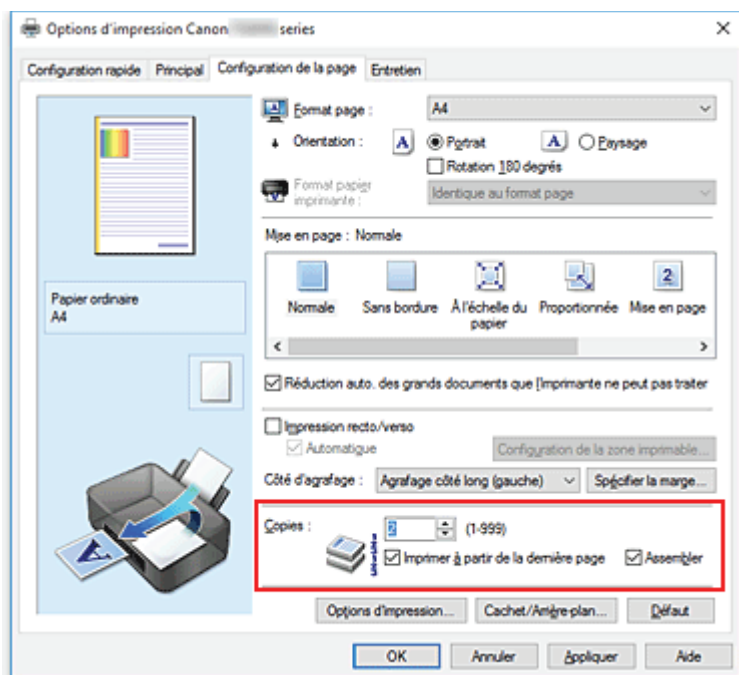 Options d'impression Canon series
Configuration rapide Principal Configuration de la page Entretien
Format page : A4
Orientation : A Portrait A Paysage
Rotation 180 degrés
Format papier imprimante : Identique au format page
Mise en page : Normale
Normale Sans bordure À l'échelle du papier Proportionnée 2 Mise en page
Papier ordinaire
A4
Réduction auto. des grands documents que l'imprimante ne peut pas traiter
Impression recto/verso
Automatique Configuration de la zone imprimable...
Côté d'agrafage : Agrafage côté long (gauche) Spécifier la marge...
Copies : 2 (1-999)
Imprimer à partir de la dernière page Assembler
A
Options d'impression... Cachet/Arrière-plan... Défaut
OK Annuler Appliquer Aide